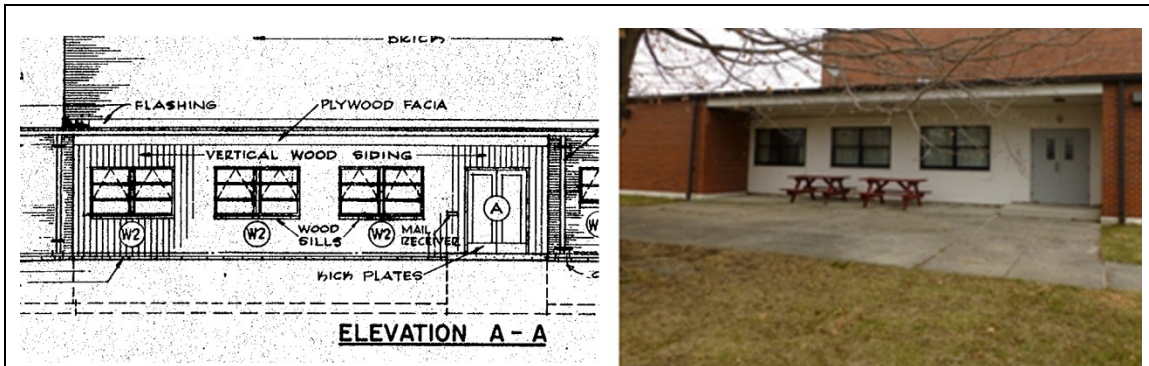 BRICK
FLASHING
PLYWOOD FACIA
VERTICAL WOOD SIDING
A
W2
W2
WOOD
SILLS
W2
MAIL
RECEIVER
W
KICK PLATES
ELEVATION A-A